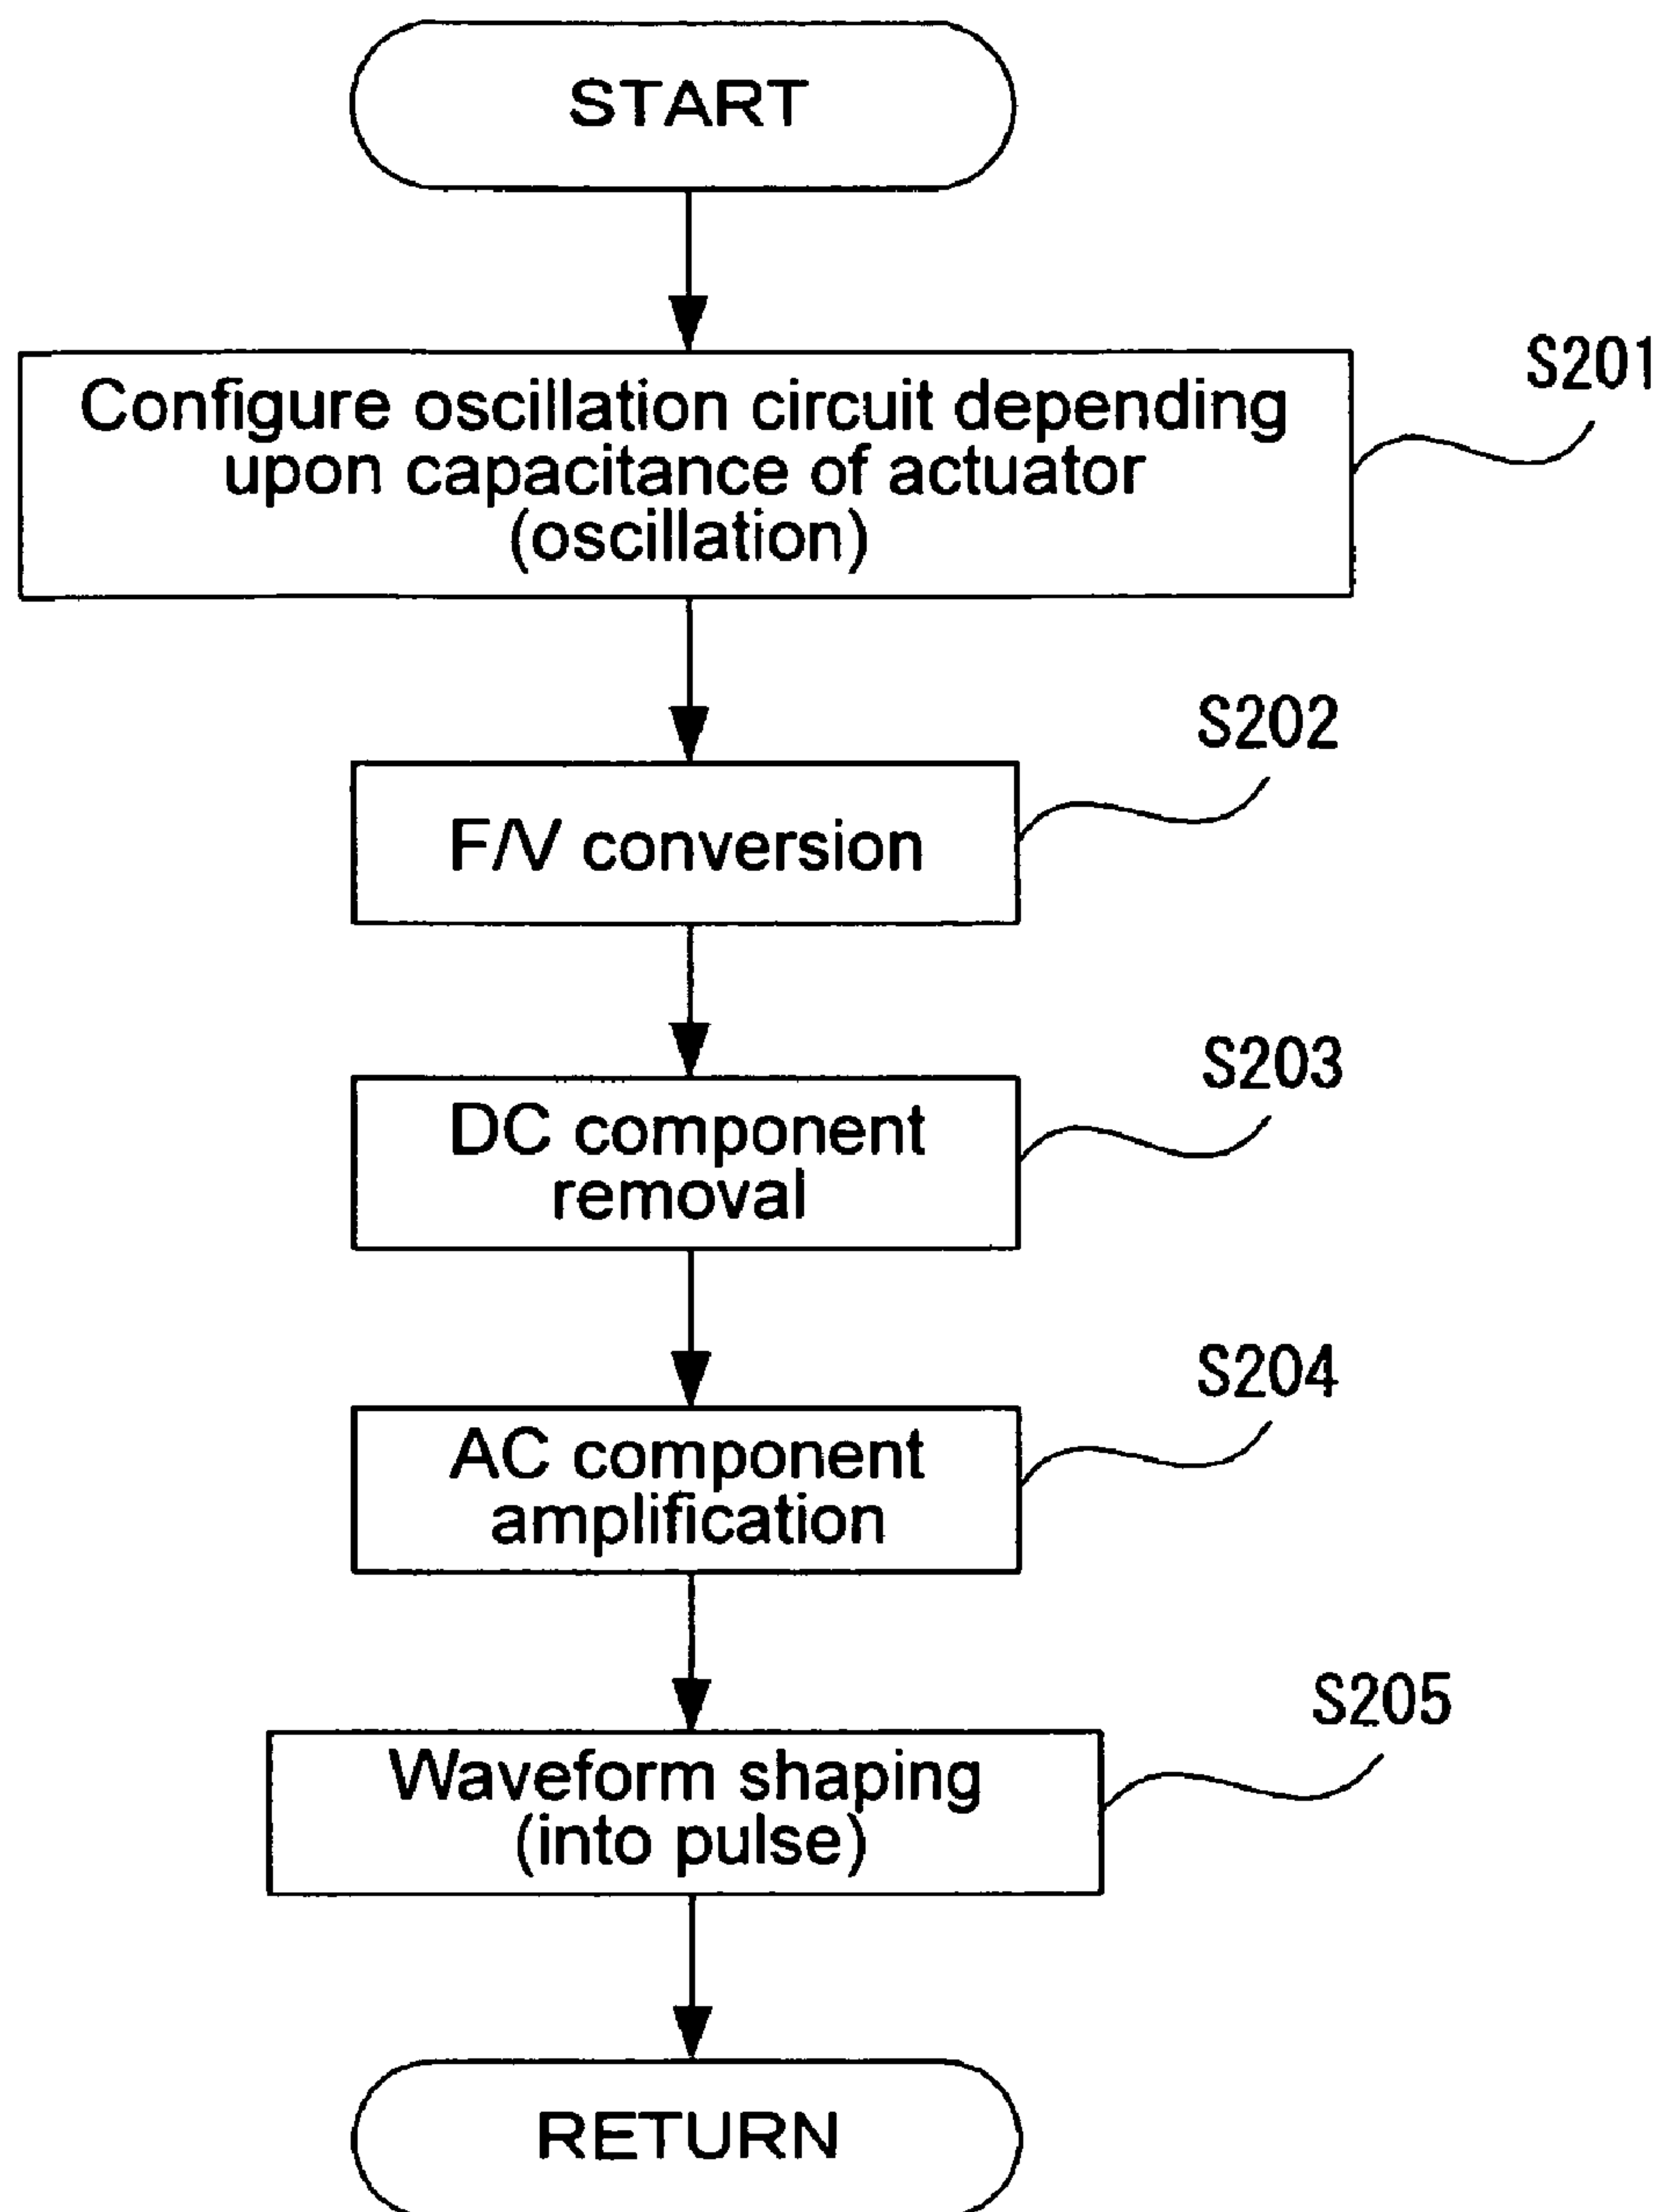 START
S201
Configure oscillation circuit depending
upon capacitance of actuator
(oscillation)
S202
F/V conversion
S203
DC component
removal
S204
AC component
amplification
S205
Waveform shaping
(into pulse)
RETURN